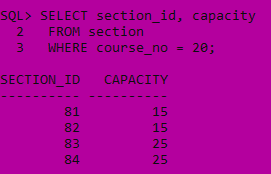 SQL> SELECT section_id, capacity
  2   FROM section
  3   WHERE course_no = 20;
SECTION_ID   CAPACITY
---------- ----------
        81         15
        82         15
        83         25
        84         25